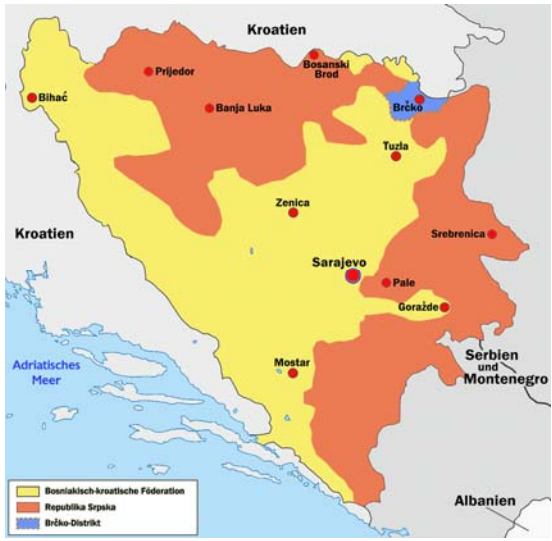 Kroatien
Prijedor
Bosanski
Brod
Bihać
Banja Luka
Brčko
Tuzla
Zenica
Kroatien
Srebrenica
Sarajevo
Pale
Goražde
Adriatisches
Meer
Mostar
Serbien
und
Montenegro
Bosniakisch-kroatische Föderation
Republika Srpska
Brčko-Distrikt
Albanien